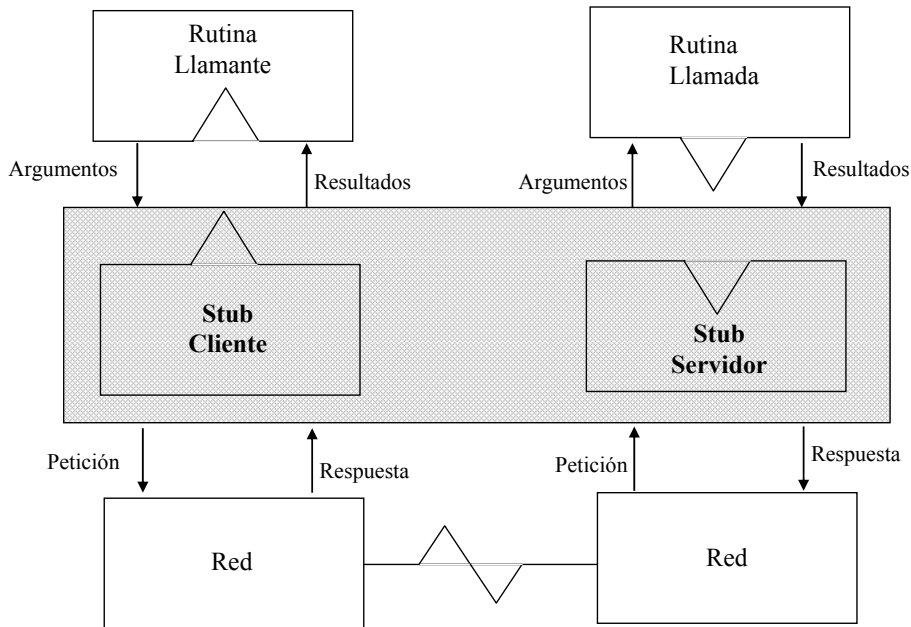 Rutina
Llamante
Rutina
Llamada
Argumentos
Resultados
Argumentos
Resultados
Stub
Cliente
Stub
Servidor
Petición
Respuesta
Petición
Respuesta
Red
Red